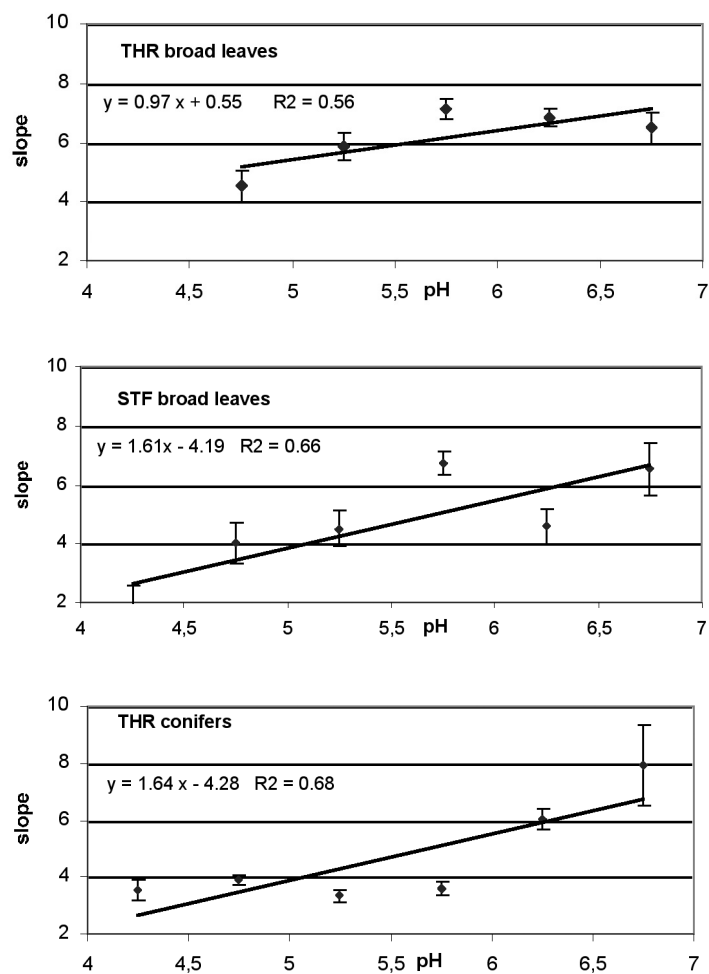 10
THR broad leaves
8
y = 0.97 x + 0.55 R2 = 0.56
slope
6
4
2
4 4,5 5 5,5 pH 6 6,5 7
10
STF broad leaves
8
y = 1.61x - 4.19 R2 = 0.66
slope
6
4
2
4 4,5 5 5,5 pH 6 6,5 7
10
THR conifers
8
y = 1.64 x - 4.28 R2 = 0.68
slope
6
4
2
4 4,5 5 5,5 pH 6 6,5 7